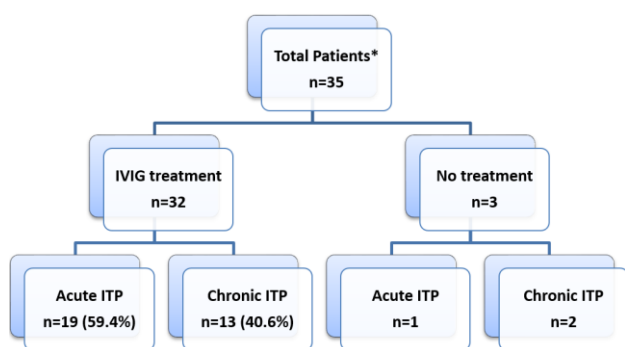 Total Patients*
n=35
IVIG treatment
n=32
No treatment
n=3
Acute ITP
n=19 (59.4%)
Chronic ITP
n=13 (40.6%)
Acute ITP
n=1
Chronic ITP
n=2